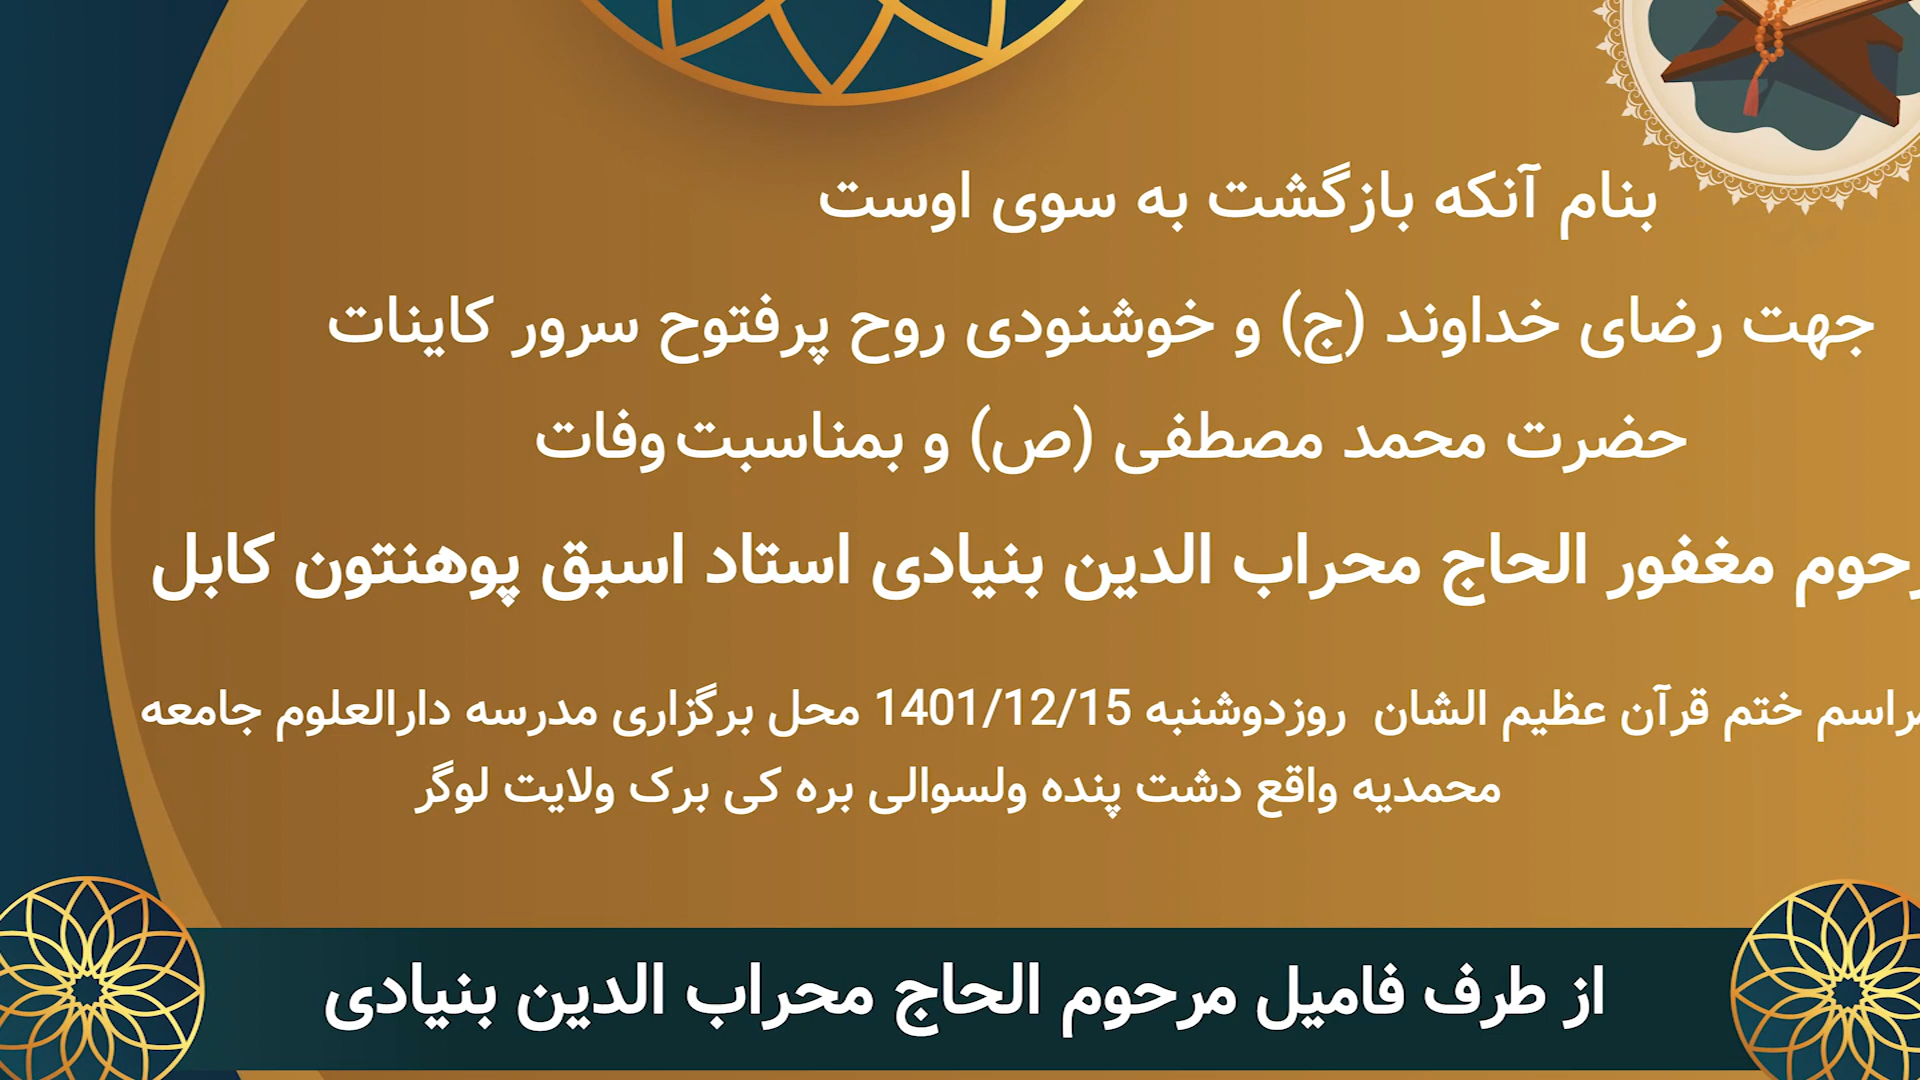 بنام آنکه بازگشت به سوی اوست
جهت رضای خداوند (ج) و خوشنودی روح پرفتوح سرور کاینات
حضرت محمد مصطفی (ص) و بمناسبت وفات
مغفور الحاج محراب الدین بنیادی استاد اسبق پوهنتون کابل
ختم قرآن عظیم الشان روزدوشنبه 1401/12/15 محل برگزاری مدرسه دارالعلوم جامعه
محمدیه واقع دشت پنده ولسوالی بره کی برک ولایت لوگر
از طرف فامیل مرحوم الحاج محراب الدین بنیادی